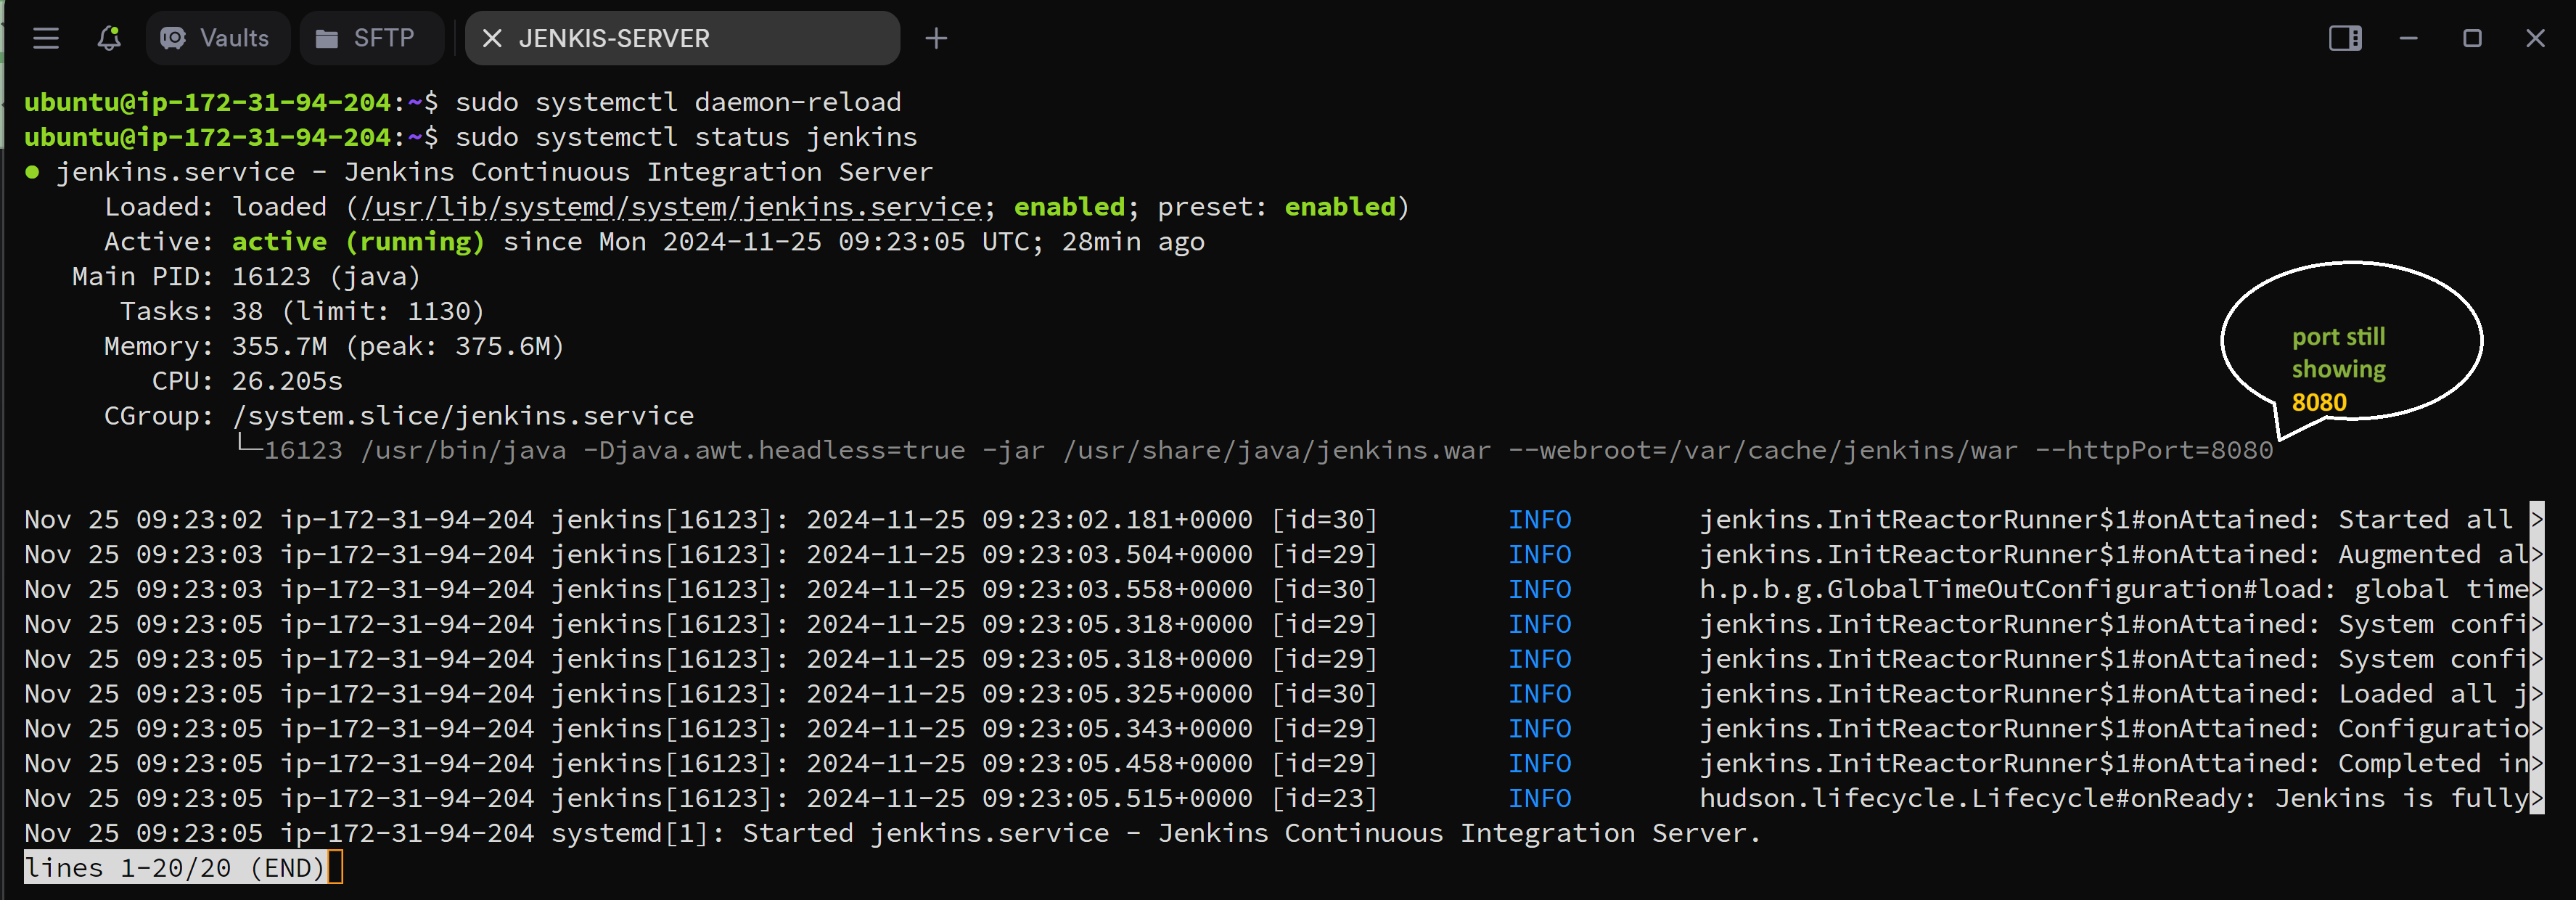 Vaults SFTP JENKIS-SERVER
ubuntu@ip-172-31-94-204:~$ sudo systemctl daemon-reload
ubuntu@ip-172-31-94-204:~$ sudo systemctl status jenkins
● jenkins.service - Jenkins Continuous Integration Server
Loaded: loaded (/usr/lib/systemd/system/jenkins.service; enabled; preset: enabled)
Active: active (running) since Mon 2024-11-25 09:23:05 UTC; 28min ago
Main PID: 16123 (java)
Tasks: 38 (limit: 1130)
Memory: 355.7M (peak: 375.6M)
CPU: 26.205s
CGroup: /system.slice/jenkins.service
└─16123 /usr/bin/java -Djava.awt.headless=true -jar /usr/share/java/jenkins.war --webroot=/var/cache/jenkins/war --httpPort=8080
port still
showing
8080
Nov 25 09:23:02 ip-172-31-94-204 jenkins[16123]: 2024-11-25 09:23:02.181+0000 [id=30] INFO jenkins.InitReactorRunner$1#onAttained: Started all >
Nov 25 09:23:03 ip-172-31-94-204 jenkins[16123]: 2024-11-25 09:23:03.504+0000 [id=29] INFO jenkins.InitReactorRunner$1#onAttained: Augmented al>
Nov 25 09:23:03 ip-172-31-94-204 jenkins[16123]: 2024-11-25 09:23:03.558+0000 [id=30] INFO h.p.b.g.GlobalTimeOutConfiguration#load: global time>
Nov 25 09:23:05 ip-172-31-94-204 jenkins[16123]: 2024-11-25 09:23:05.318+0000 [id=29] INFO jenkins.InitReactorRunner$1#onAttained: System confi>
Nov 25 09:23:05 ip-172-31-94-204 jenkins[16123]: 2024-11-25 09:23:05.318+0000 [id=29] INFO jenkins.InitReactorRunner$1#onAttained: System confi>
Nov 25 09:23:05 ip-172-31-94-204 jenkins[16123]: 2024-11-25 09:23:05.325+0000 [id=30] INFO jenkins.InitReactorRunner$1#onAttained: Loaded all j>
Nov 25 09:23:05 ip-172-31-94-204 jenkins[16123]: 2024-11-25 09:23:05.343+0000 [id=29] INFO jenkins.InitReactorRunner$1#onAttained: Configuratio>
Nov 25 09:23:05 ip-172-31-94-204 jenkins[16123]: 2024-11-25 09:23:05.458+0000 [id=29] INFO jenkins.InitReactorRunner$1#onAttained: Completed in>
Nov 25 09:23:05 ip-172-31-94-204 jenkins[16123]: 2024-11-25 09:23:05.515+0000 [id=23] INFO hudson.lifecycle.Lifecycle#onReady: Jenkins is fully>
Nov 25 09:23:05 ip-172-31-94-204 systemd[1]: Started jenkins.service - Jenkins Continuous Integration Server.
lines 1-20/20 (END)